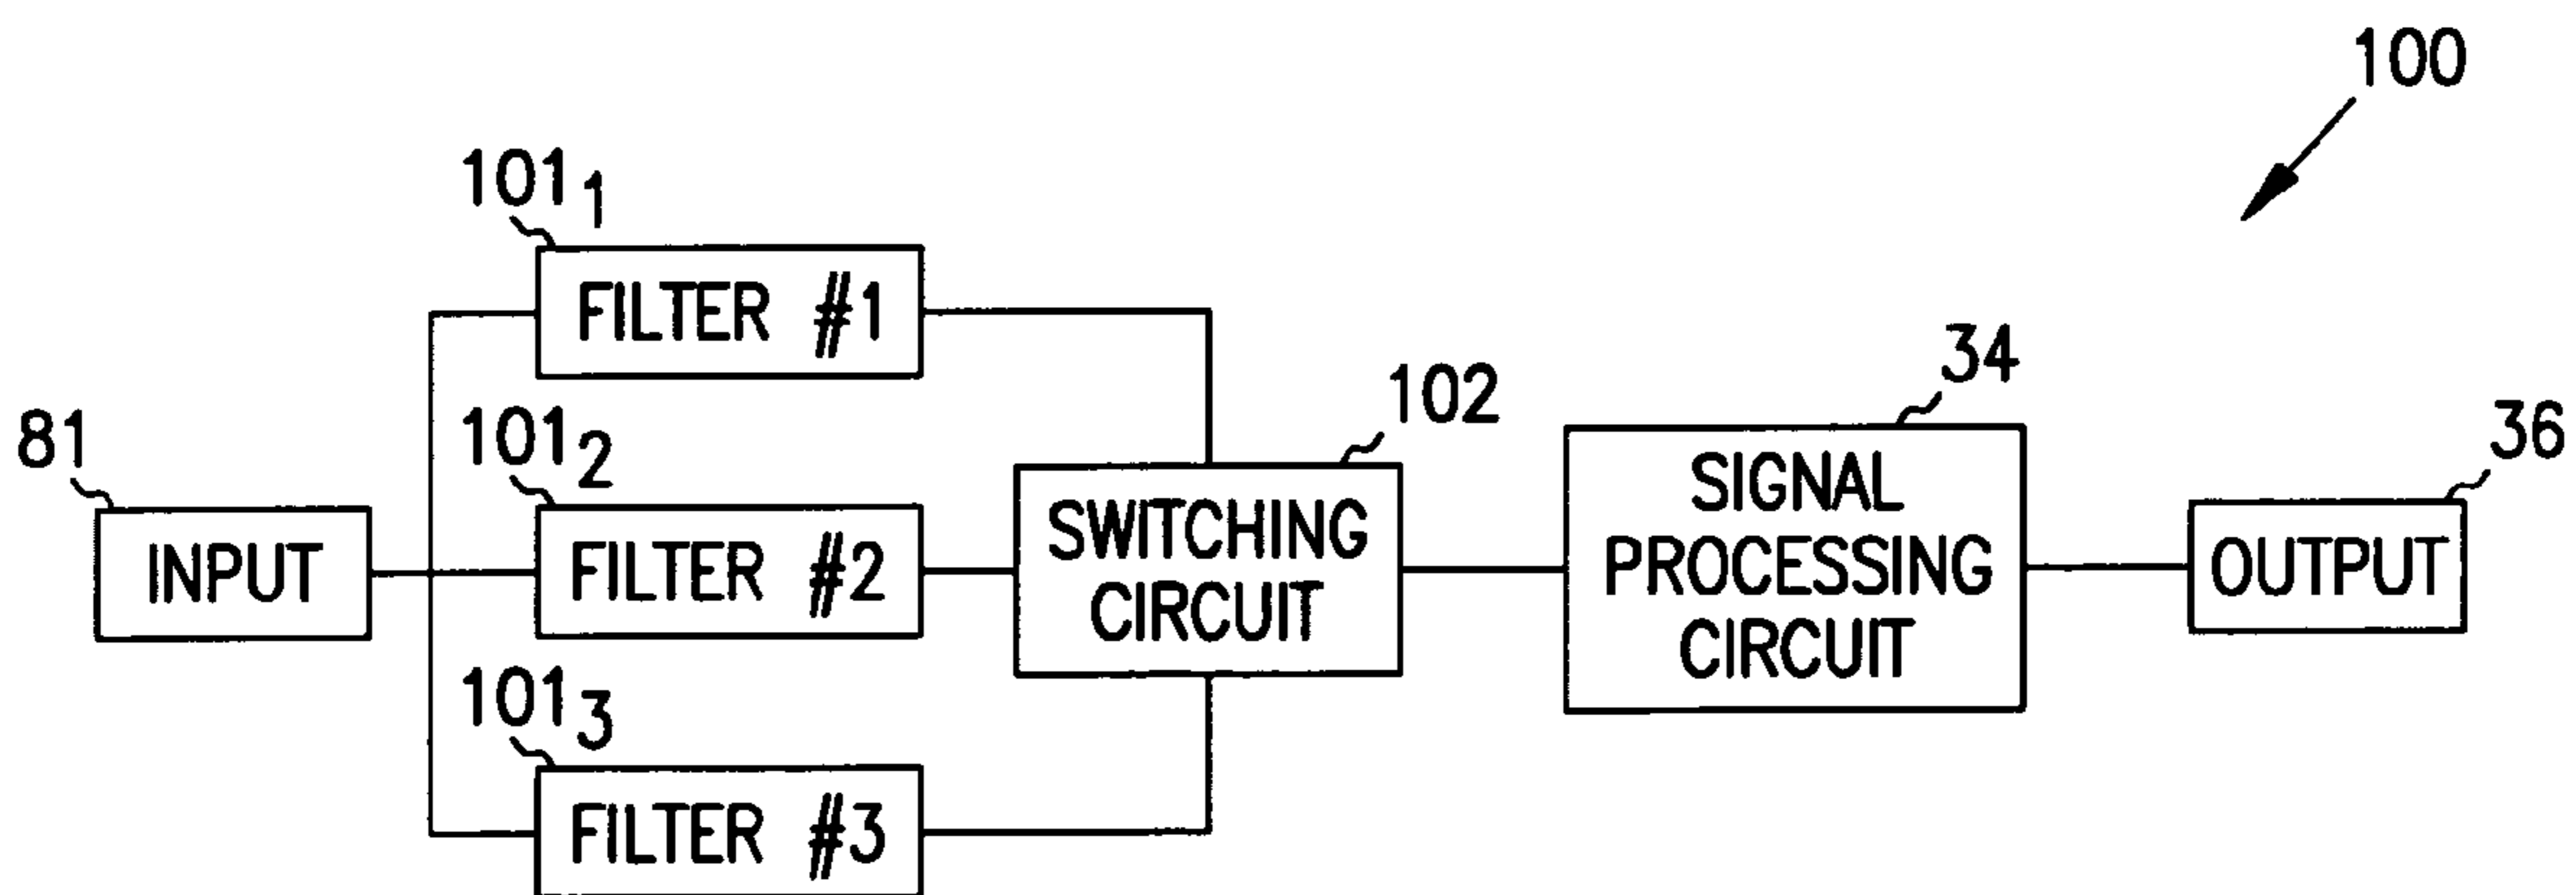 100
101₁
FILTER #1
81
INPUT
101₂
FILTER #2
101₃
FILTER #3
102
SWITCHING
CIRCUIT
34
SIGNAL
PROCESSING
CIRCUIT
36
OUTPUT